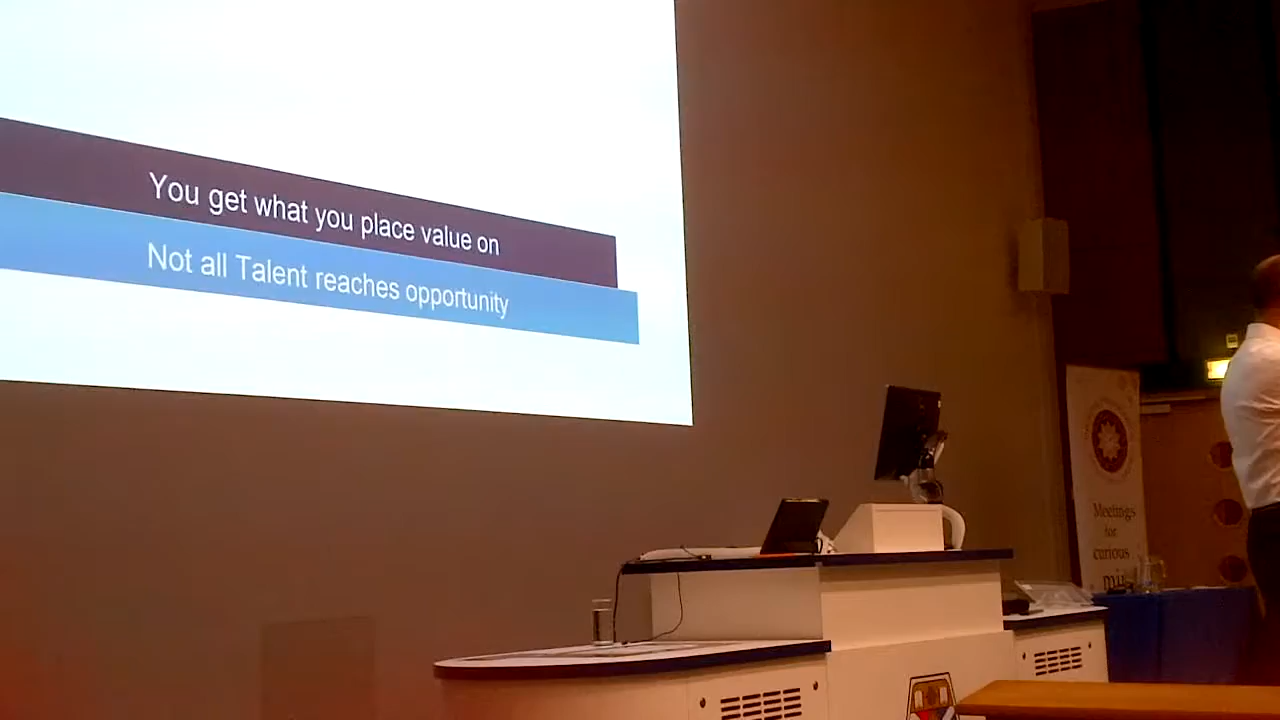 You get what you place value on
Not all Talent reaches opportunity
Meetings
for
curious